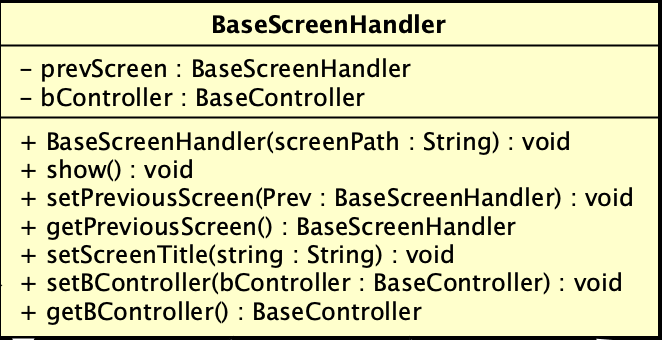 BaseScreenHandler
- prevScreen : BaseScreenHandler
- bController : BaseController
+ BaseScreenHandler(screenPath : String) : void
+ show() : void
+ setPreviousScreen(Prev : BaseScreenHandler) : void
+ getPreviousScreen() : BaseScreenHandler
+ setScreenTitle(string : String) : void
+ setBController(bController : BaseController) : void
+ getBController() : BaseController